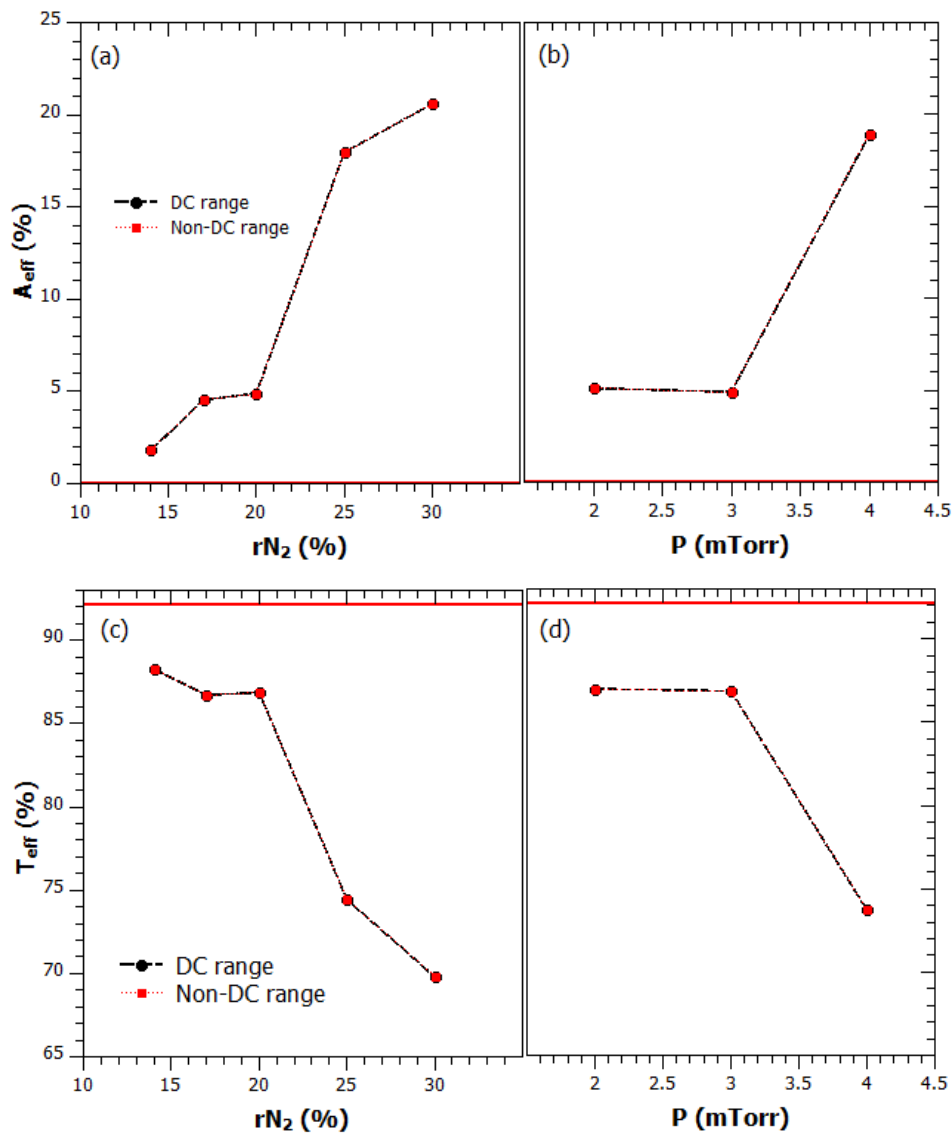 25
20
15
10
5
0
A_eff (%)
(a)
DC range
Non-DC range
10 15 20 25 30
rN₂ (%)
(b)
2 2.5 3 3.5 4 4.5
P (mTorr)
90
85
80
75
70
65
T_eff (%)
(c)
DC range
Non-DC range
10 15 20 25 30
rN₂ (%)
(d)
2 2.5 3 3.5 4 4.5
P (mTorr)